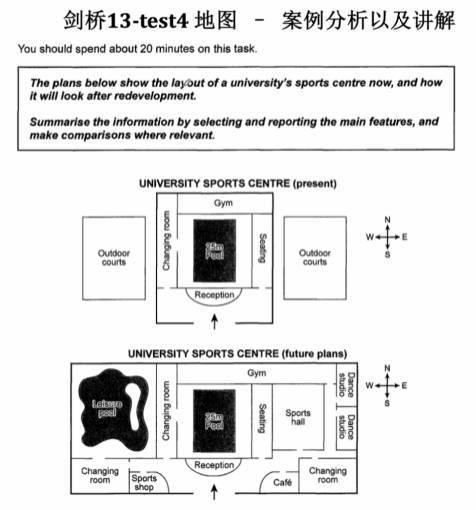 剑桥13-test4 地图 – 案例分析以及讲解
You should spend about 20 minutes on this task.
The plans below show the layout of a university's sports centre now, and how
it will look after redevelopment.
Summarise the information by selecting and reporting the main features, and
make comparisons where relevant.
UNIVERSITY SPORTS CENTRE (present)
Gym
Outdoor
courts
Changing room
25m
Pool
Seating
Outdoor
courts
Reception
N
W E
S
UNIVERSITY SPORTS CENTRE (future plans)
Gym
Leisure
pool
Changing room
25m
Pool
Seating
Sports
hall
Dance
studio
Dance
studio
N
W E
S
Reception
Changing
room
Sports
shop
Café
Changing
room